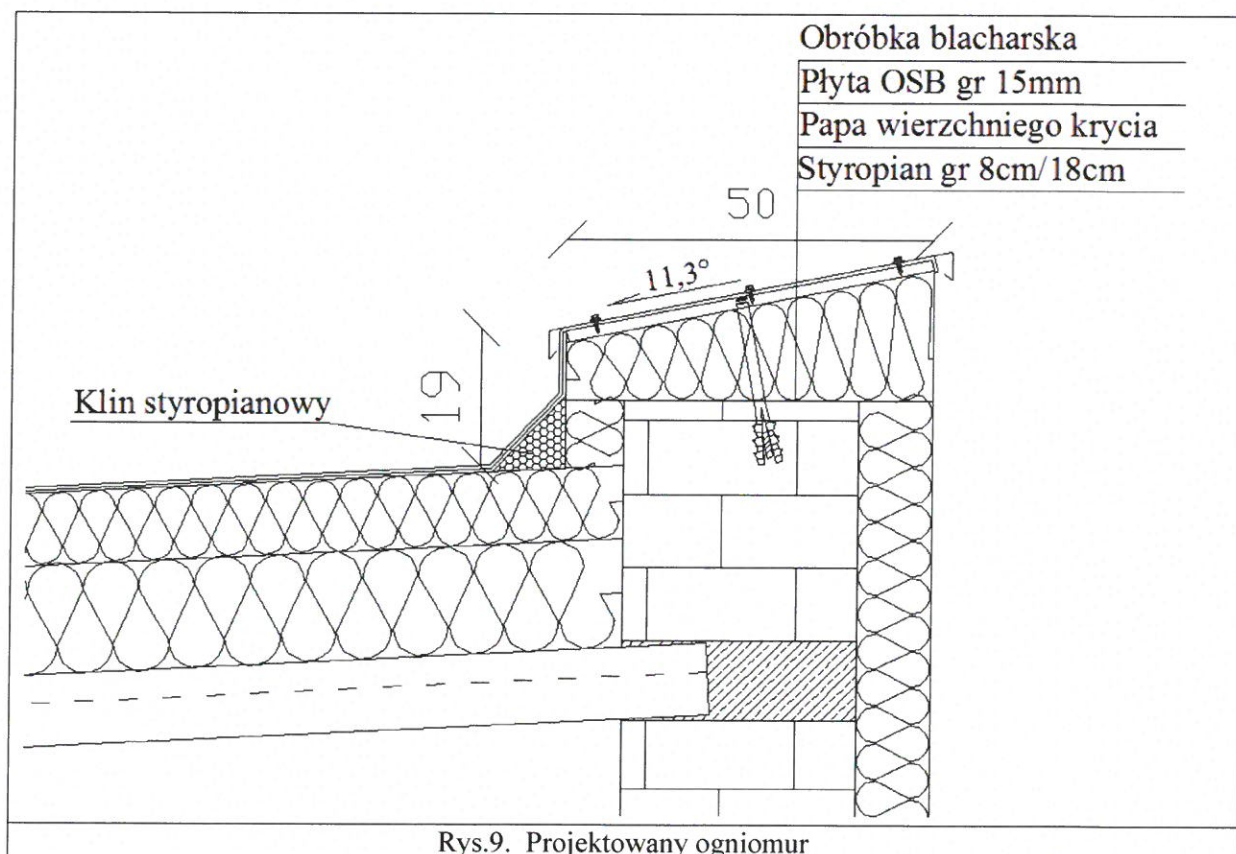 Obróbka blacharska
Płyta OSB gr 15mm
Papa wierzchniego krycia
Styropian gr 8cm/18cm
50
11,3°
19
Klin styropianowy
Rys.9. Projektowany ogniomur